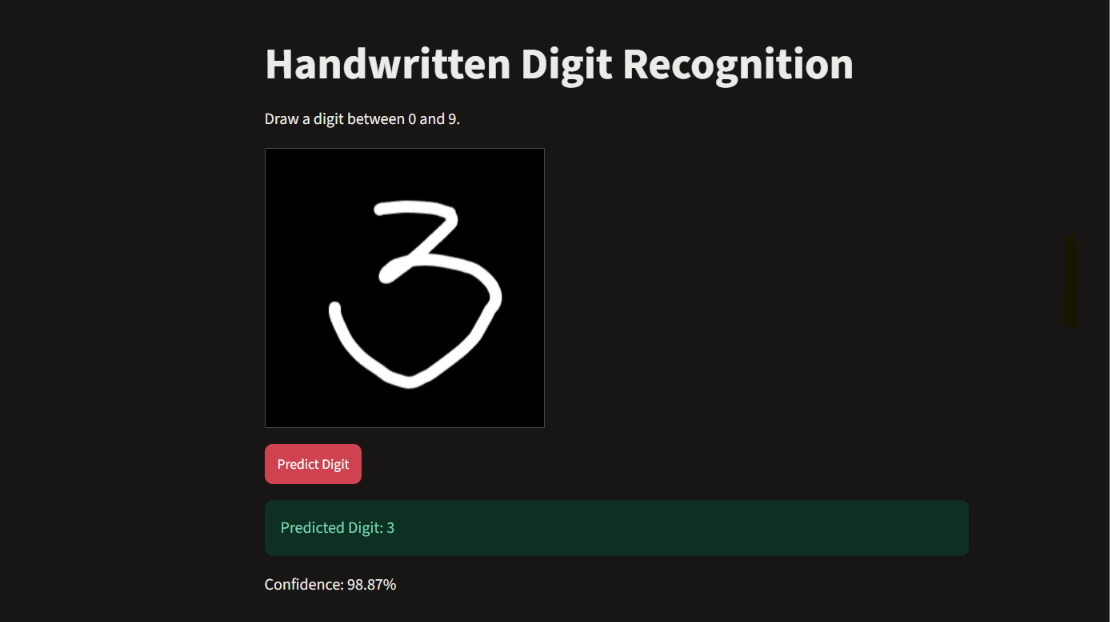 Handwritten Digit Recognition
Draw a digit between 0 and 9.
3
Predict Digit
Predicted Digit: 3
Confidence: 98.87%